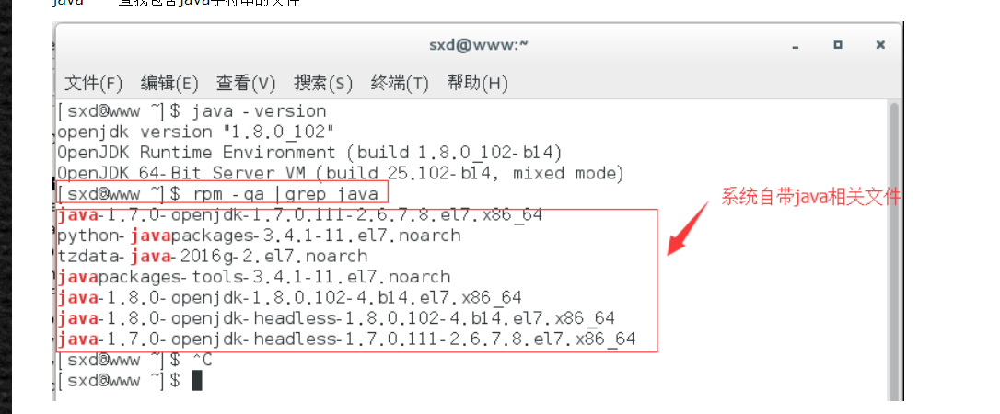 java 查找包含java字符串的文件
sxd@www:~
文件(F) 编辑(E) 查看(V) 搜索(S) 终端(T) 帮助(H)
[sxd@www ~]$ java -version
openjdk version "1.8.0_102"
OpenJDK Runtime Environment (build 1.8.0_102-b14)
OpenJDK 64-Bit Server VM (build 25.102-b14, mixed mode)
[sxd@www ~]$ rpm -qa |grep java
系统自带java相关文件
java-1.7.0-openjdk-1.7.0.111-2.6.7.8.el7.x86_64
python-javapackages-3.4.1-11.el7.noarch
tzdata-java-2016g-2.el7.noarch
javapackages-tools-3.4.1-11.el7.noarch
java-1.8.0-openjdk-1.8.0.102-4.b14.el7.x86_64
java-1.8.0-openjdk-headless-1.8.0.102-4.b14.el7.x86_64
java-1.7.0-openjdk-headless-1.7.0.111-2.6.7.8.el7.x86_64
[sxd@www ~]$ ^C
[sxd@www ~]$